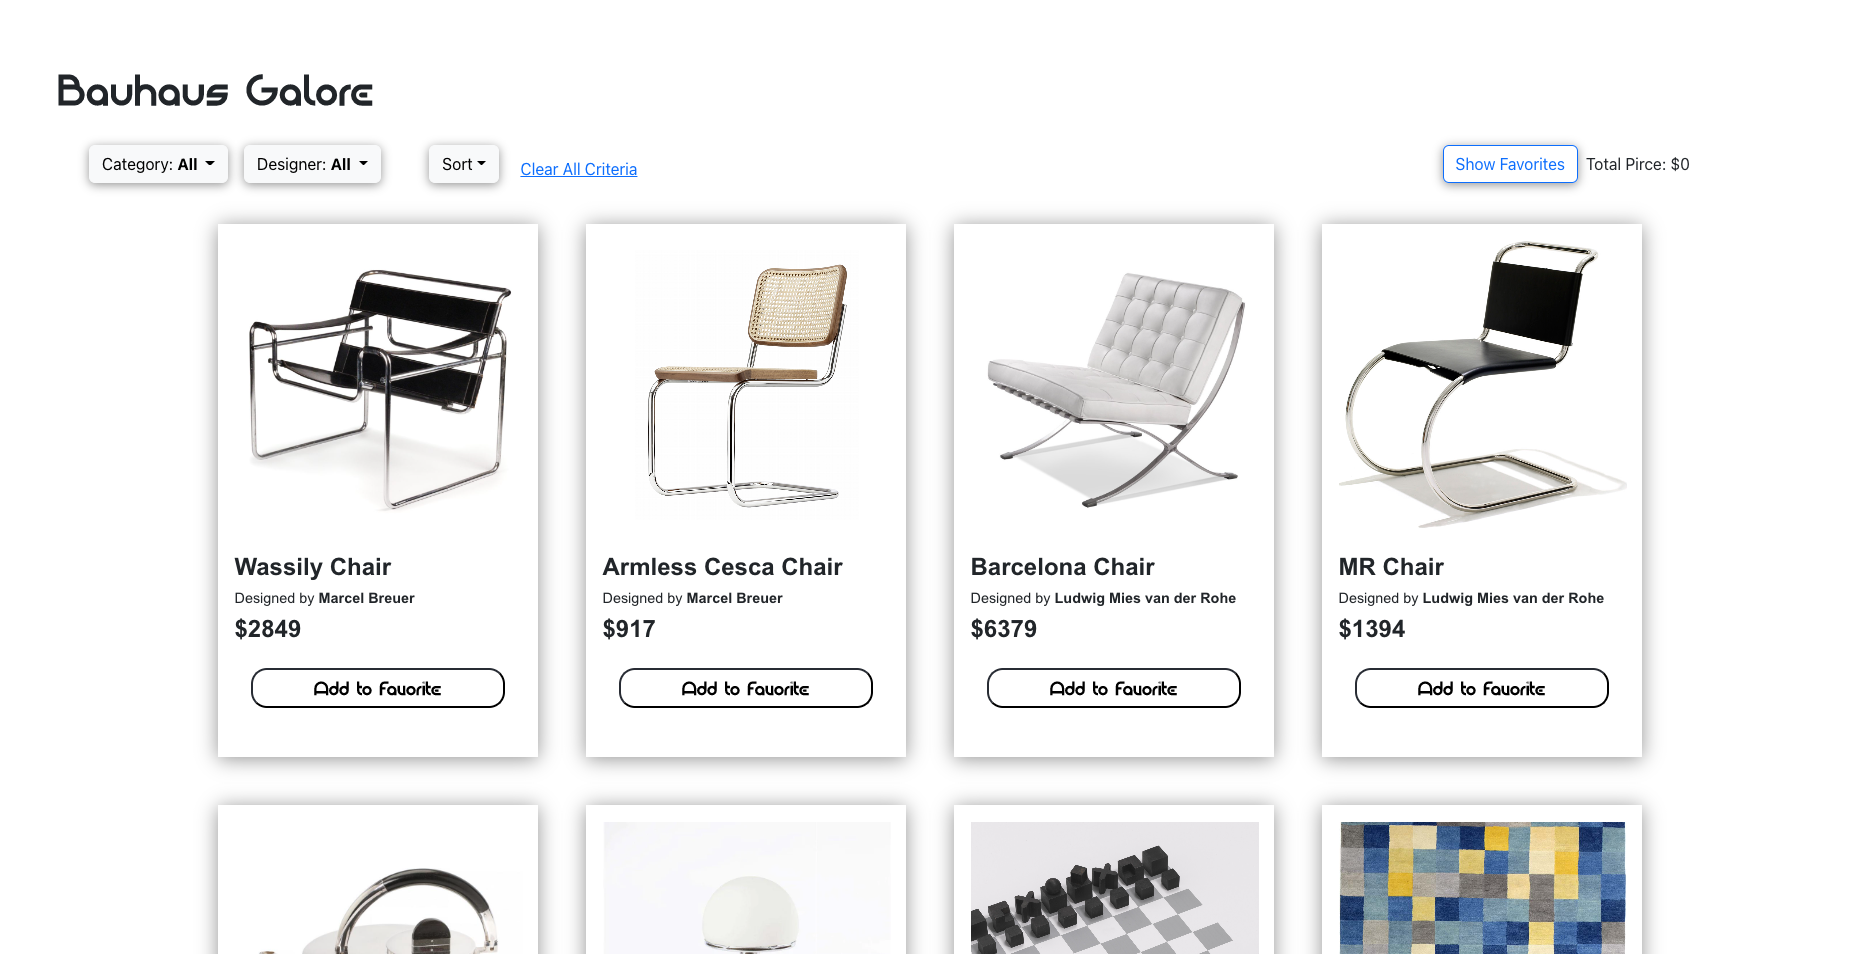 Bauhaus Galore
Category: All
Designer: All
Sort
Clear All Criteria
Show Favorites
Total Pirce: $0
Wassily Chair
Designed by Marcel Breuer
$2849
Add to Favorite
Armless Cesca Chair
Designed by Marcel Breuer
$917
Add to Favorite
Barcelona Chair
Designed by Ludwig Mies van der Rohe
$6379
Add to Favorite
MR Chair
Designed by Ludwig Mies van der Rohe
$1394
Add to Favorite